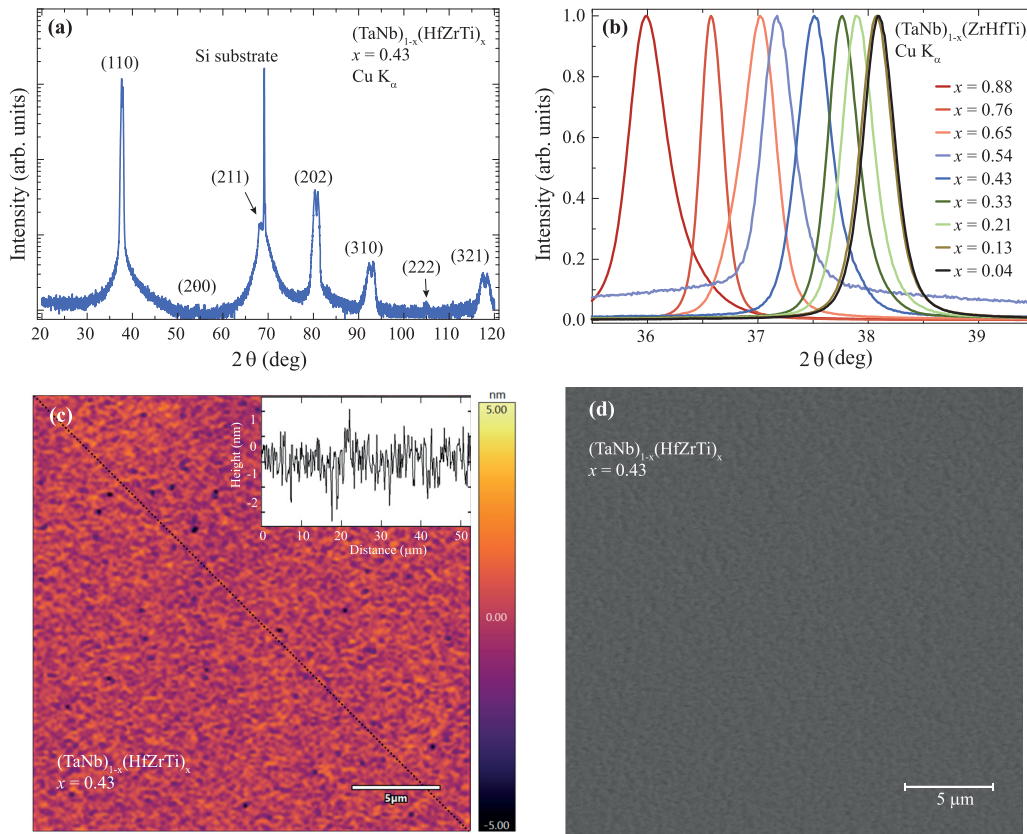 (a)
(TaNb)1-x(HfZrTi)x
x = 0.43
Cu Kα
(110)
Si substrate
(211)
(202)
(200)
(310)
(222)
(321)
Intensity (arb. units)
20 30 40 50 60 70 80 90 100 110 120
2 θ (deg)
(b)
(TaNb)1-x(ZrHfTi)x
Cu Kα
x = 0.88
x = 0.76
x = 0.65
x = 0.54
x = 0.43
x = 0.33
x = 0.21
x = 0.13
x = 0.04
Intensity (arb. units)
1.0
0.8
0.6
0.4
0.2
0.0
36 37 38 39
2 θ (deg)
(c)
Height (nm)
1
0
-1
-2
0 10 20 30 40 50
Distance (μm)
(TaNb)1-x(HfZrTi)x
x = 0.43
5μm
nm
5.00
0.00
-5.00
(d)
(TaNb)1-x(HfZrTi)x
x = 0.43
5 μm